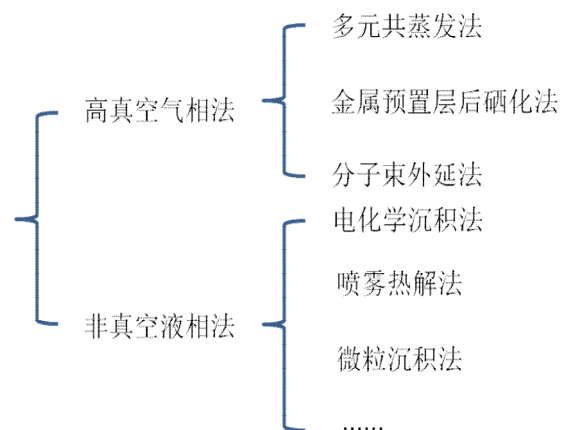 高真空气相法
多元共蒸发法
金属预置层后硒化法
分子束外延法
非真空液相法
电化学沉积法
喷雾热解法
微粒沉积法
……